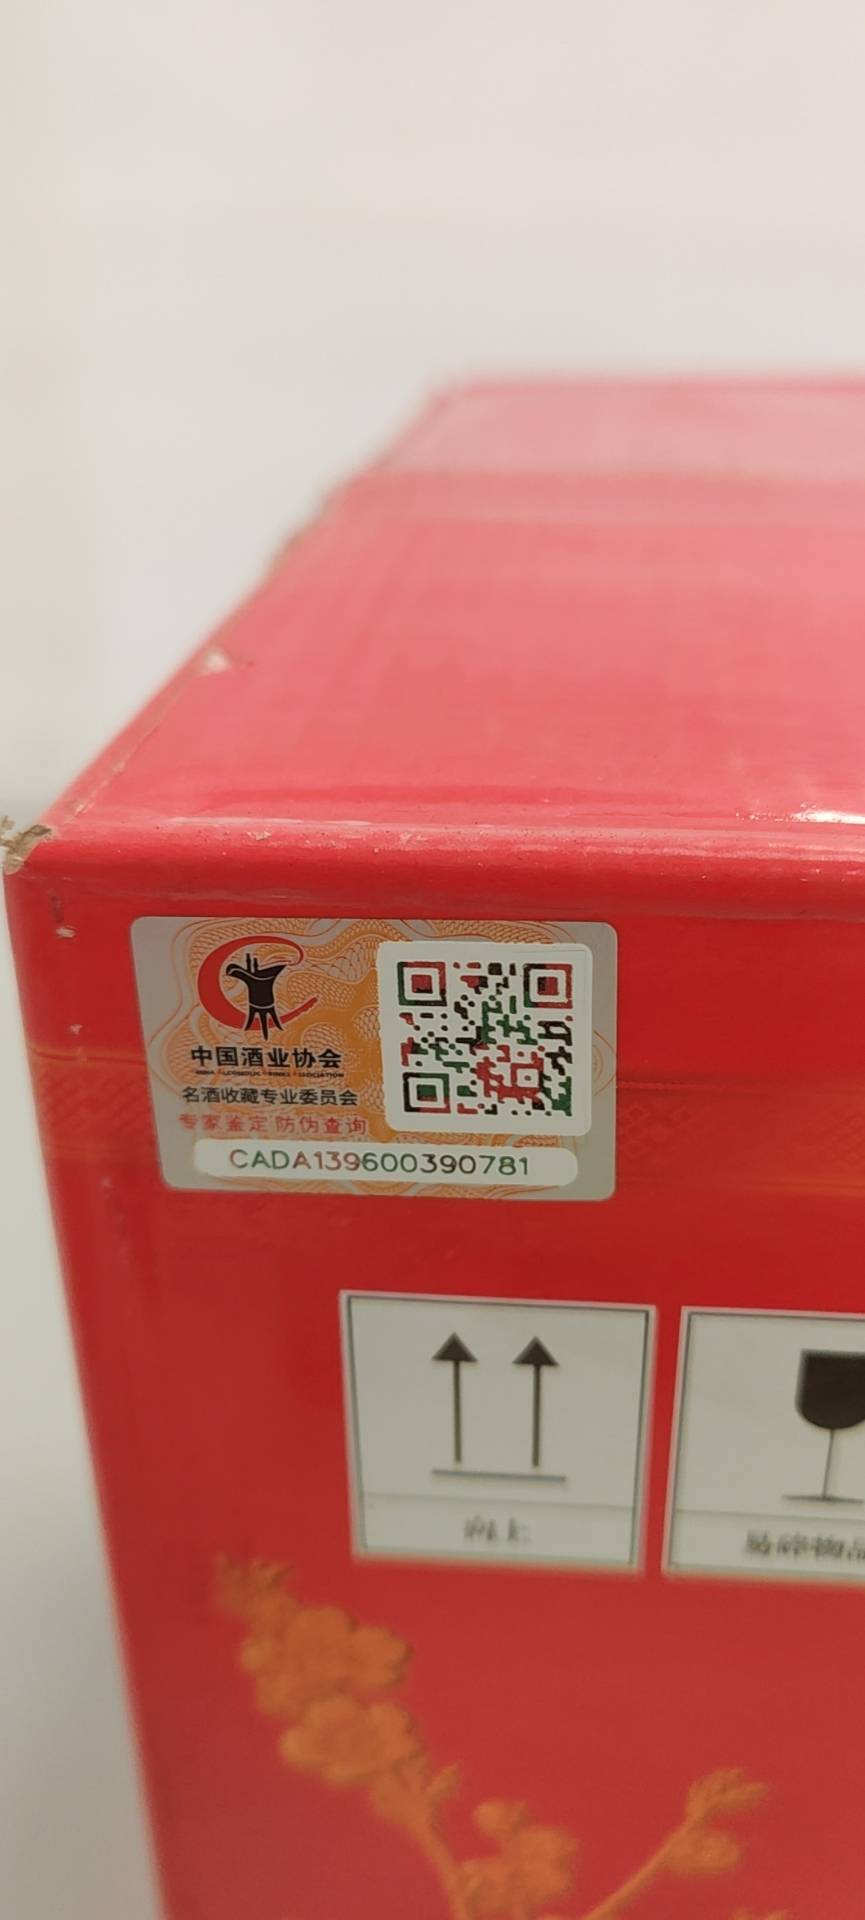 中国酒业协会
名酒收藏专业委员会
专家鉴定 防伪查询
CADA139600390781
向上